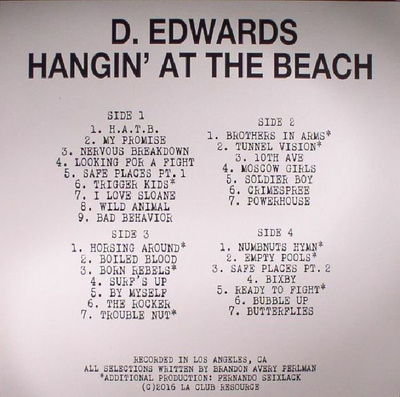 D. EDWARDS
HANGIN' AT THE BEACH
SIDE 1
1. H.A.T.B.
2. MY PROMISE
3. NERVOUS BREAKDOWN
4. LOOKING FOR A FIGHT
5. SAFE PLACES PT.1
6. TRIGGER KIDS*
7. I LOVE SLOANE
8. WILD ANIMAL
9. BAD BEHAVIOR
SIDE 2
1. BROTHERS IN ARMS*
2. TUNNEL VISION*
3. 10TH AVE
4. MOSCOW GIRLS
5. SOLDIER BOY
6. CRIMESPREE
7. POWERHOUSE
SIDE 3
1. HORSING AROUND*
2. BOILED BLOOD
3. BORN REBELS*
4. SURF'S UP
5. BY MYSELF
6. THE ROCKER
7. TROUBLE NUT*
SIDE 4
1. NUMBNUTS HYMN*
2. EMPTY POOLS*
3. SAFE PLACES PT.2
4. BIXBY
5. READY TO FIGHT*
6. BUBBLE UP
7. BUTTERFLIES
RECORDED IN LOS ANGELES, CA
ALL SELECTIONS WRITTEN BY BRANDON AVERY PERLMAN
*ADDITIONAL PRODUCTION: FERNANDO SEIXLACK
(C)2016 LA CLUB RESOURCE